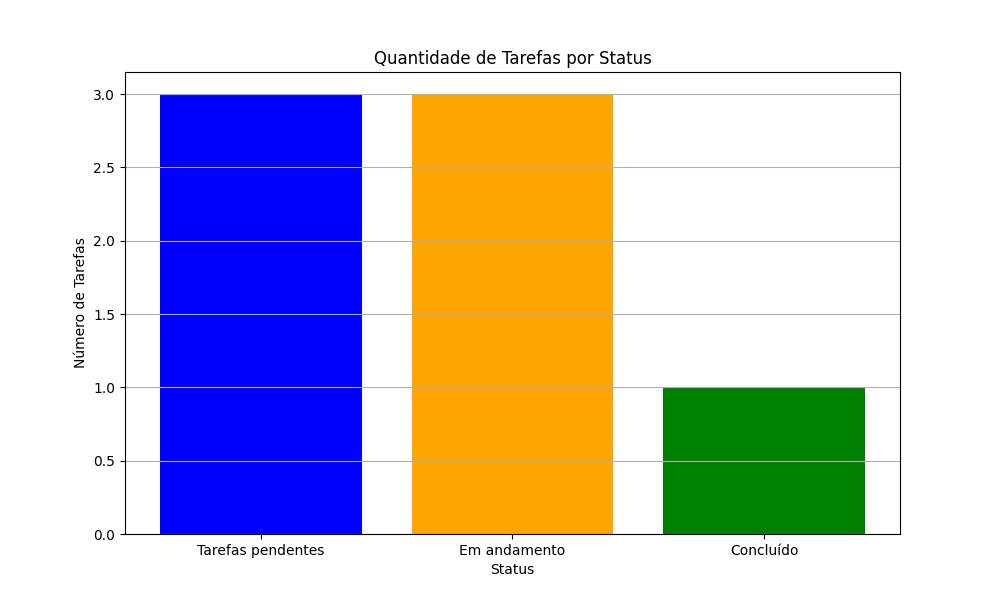 Quantidade de Tarefas por Status
Número de Tarefas
3.0
2.5
2.0
1.5
1.0
0.5
0.0
Tarefas pendentes
Em andamento
Concluído
Status